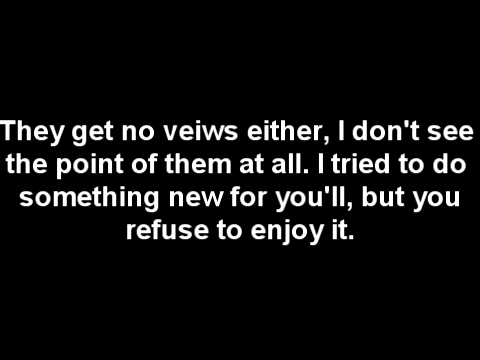 They get no veiws either, I don't see
the point of them at all. I tried to do
something new for you'll, but you
refuse to enjoy it.